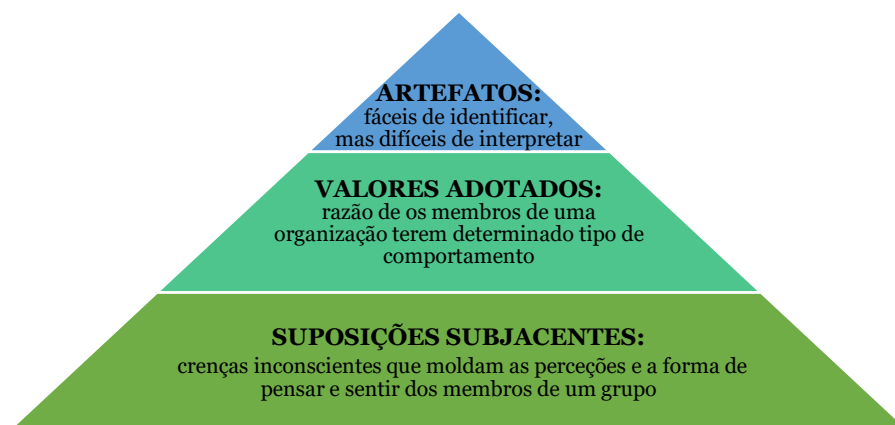 ARTEFATOS:
fáceis de identificar,
mas difíceis de interpretar
VALORES ADOTADOS:
razão de os membros de uma
organização terem determinado tipo de
comportamento
SUPOSIÇÕES SUBJACENTES:
crenças inconscientes que moldam as perceções e a forma de
pensar e sentir dos membros de um grupo